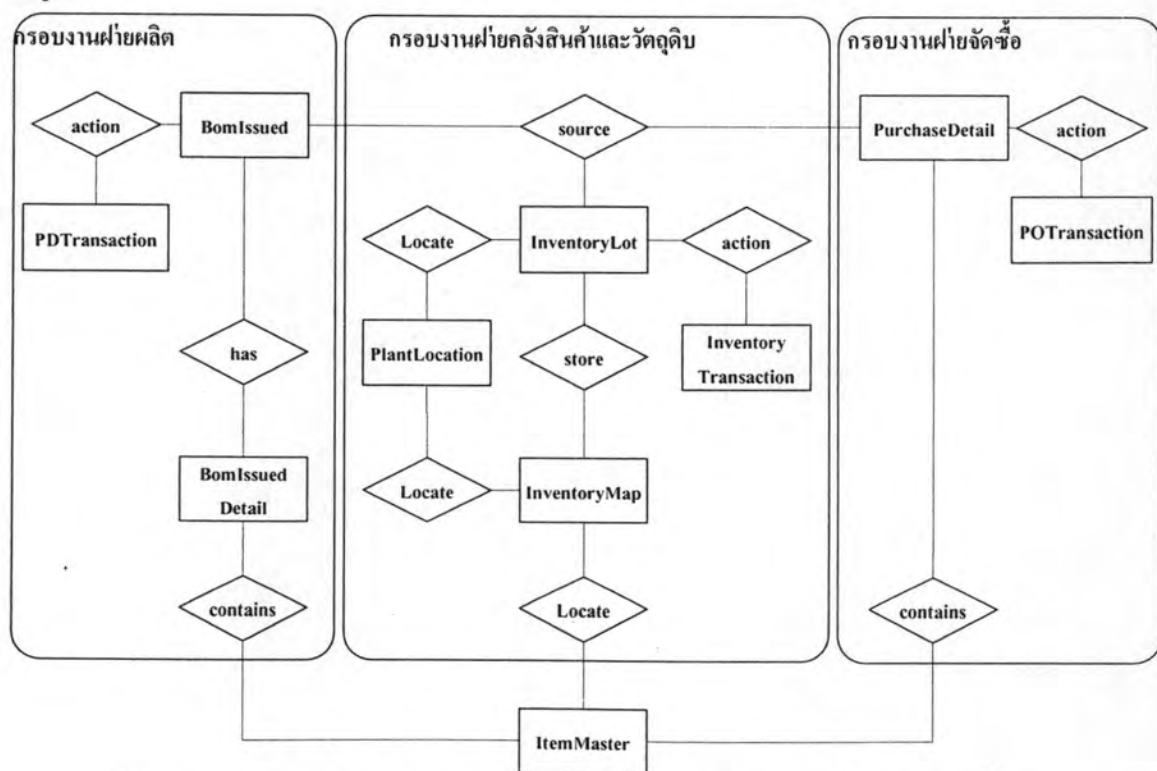 กรอบงานฝ่ายผลิต
กรอบงานฝ่ายคลังสินค้าและวัตถุดิบ
กรอบงานฝ่ายจัดซื้อ
action
BomIssued
source
PurchaseDetail
action
PDTransaction
Locate
InventoryLot
action
POTransaction
has
PlantLocation
store
Inventory
Transaction
BomIssued
Detail
Locate
InventoryMap
contains
Locate
contains
ItemMaster